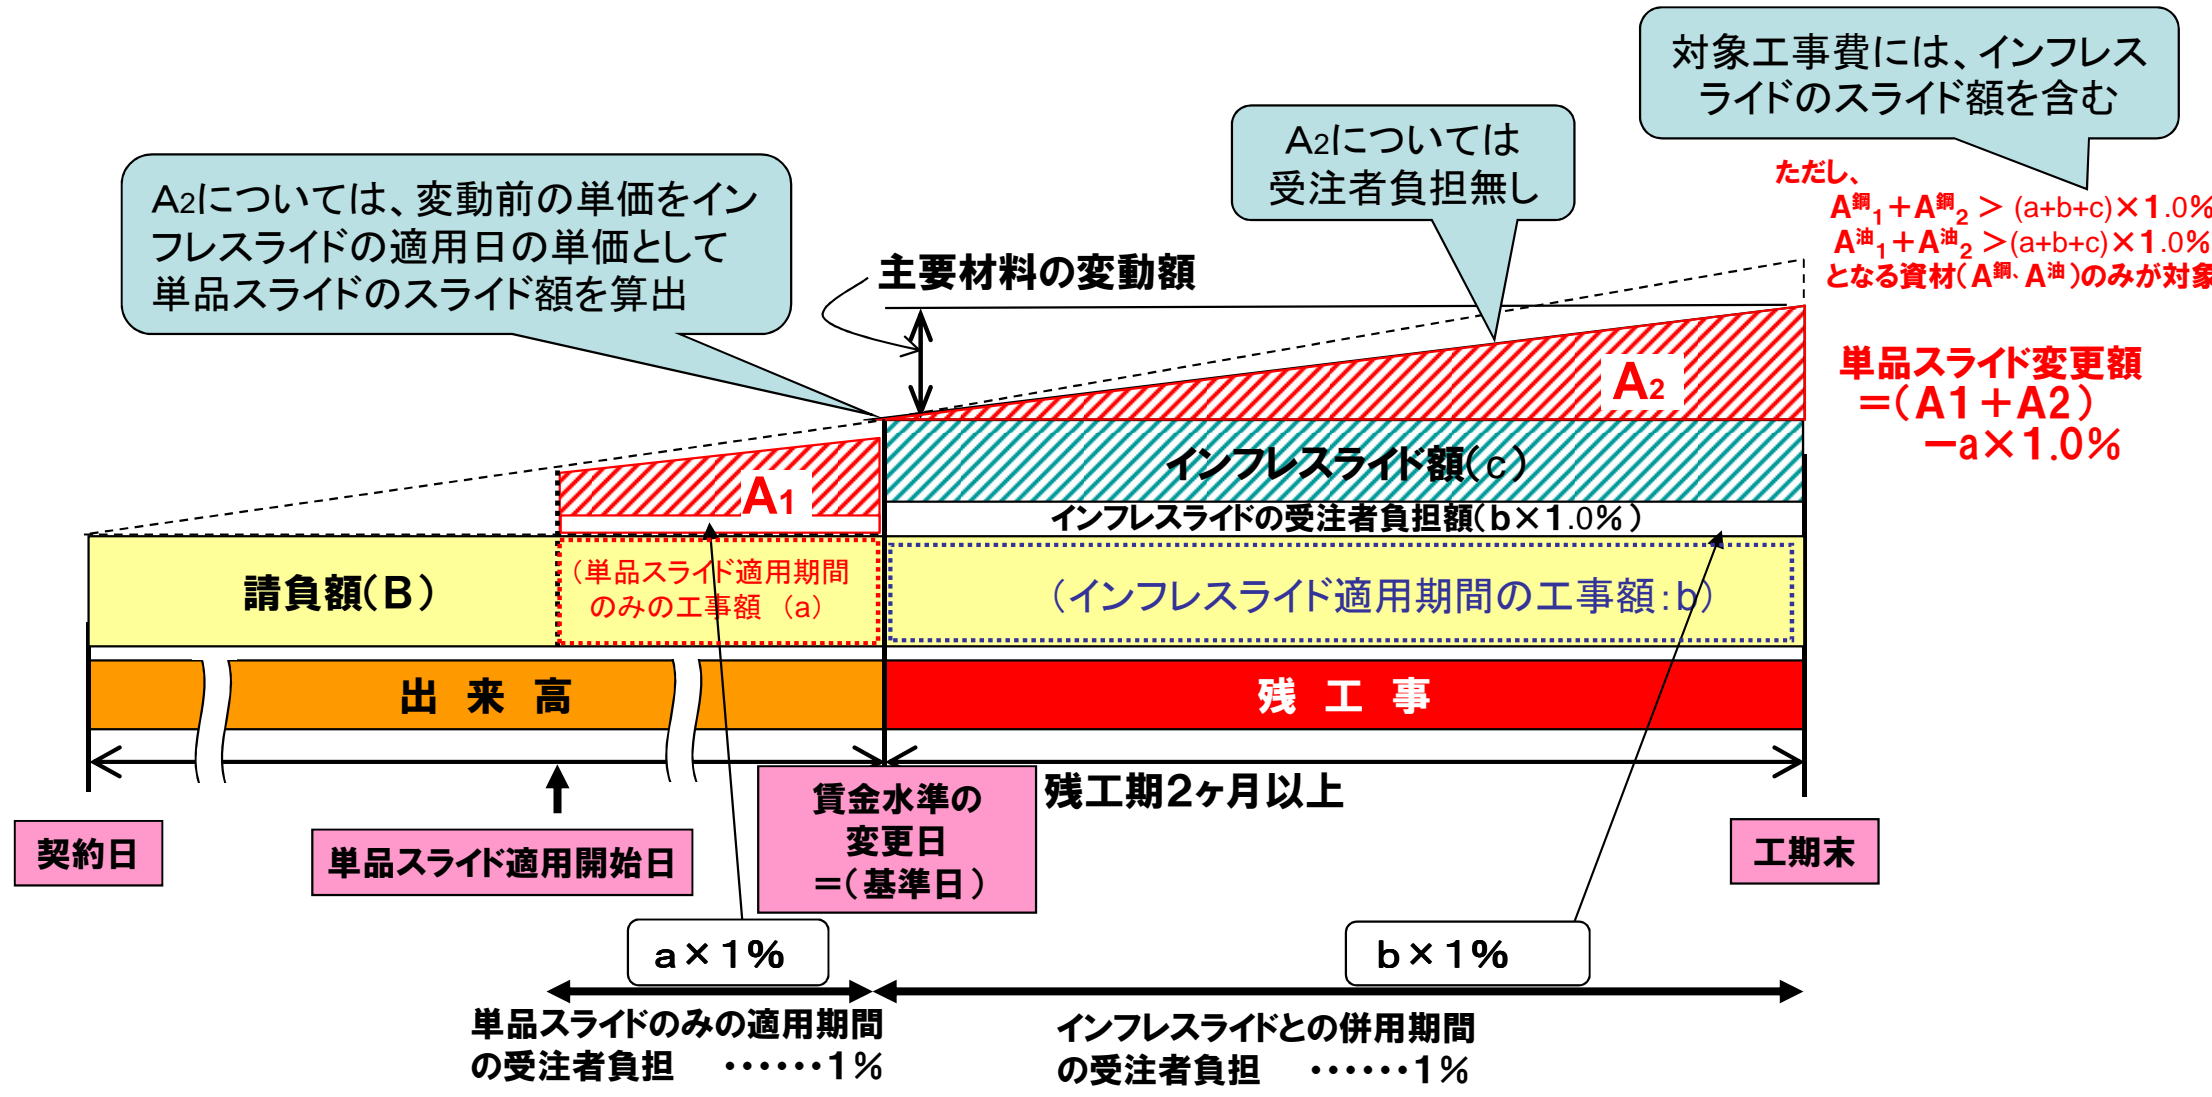 対象工事費には、インフレス
ライドのスライド額を含む
A2については
受注者負担無し
A2については、変動前の単価をイン
フレスライドの適用日の単価として
単品スライドのスライド額を算出
ただし、
A鋼1＋A鋼2 ＞ (a+b+c)×1.0%
A油1＋A油2 ＞(a+b+c)×1.0%
となる資材(A鋼、A油)のみが対象
主要材料の変動額
単品スライド変更額
＝(A1＋A2)
－a×1.0%
A2
A1
インフレスライド額(c)
インフレスライドの受注者負担額(b×1.0%)
請負額(B)
(単品スライド適用期間
のみの工事額 (a)
(インフレスライド適用期間の工事額:b)
出 来 高
残 工 事
残工期2ヶ月以上
契約日
単品スライド適用開始日
賃金水準の
変更日
＝(基準日)
工期末
a×1%
b×1%
単品スライドのみの適用期間
の受注者負担 ・・・・・・1%
インフレスライドとの併用期間
の受注者負担 ・・・・・・1%